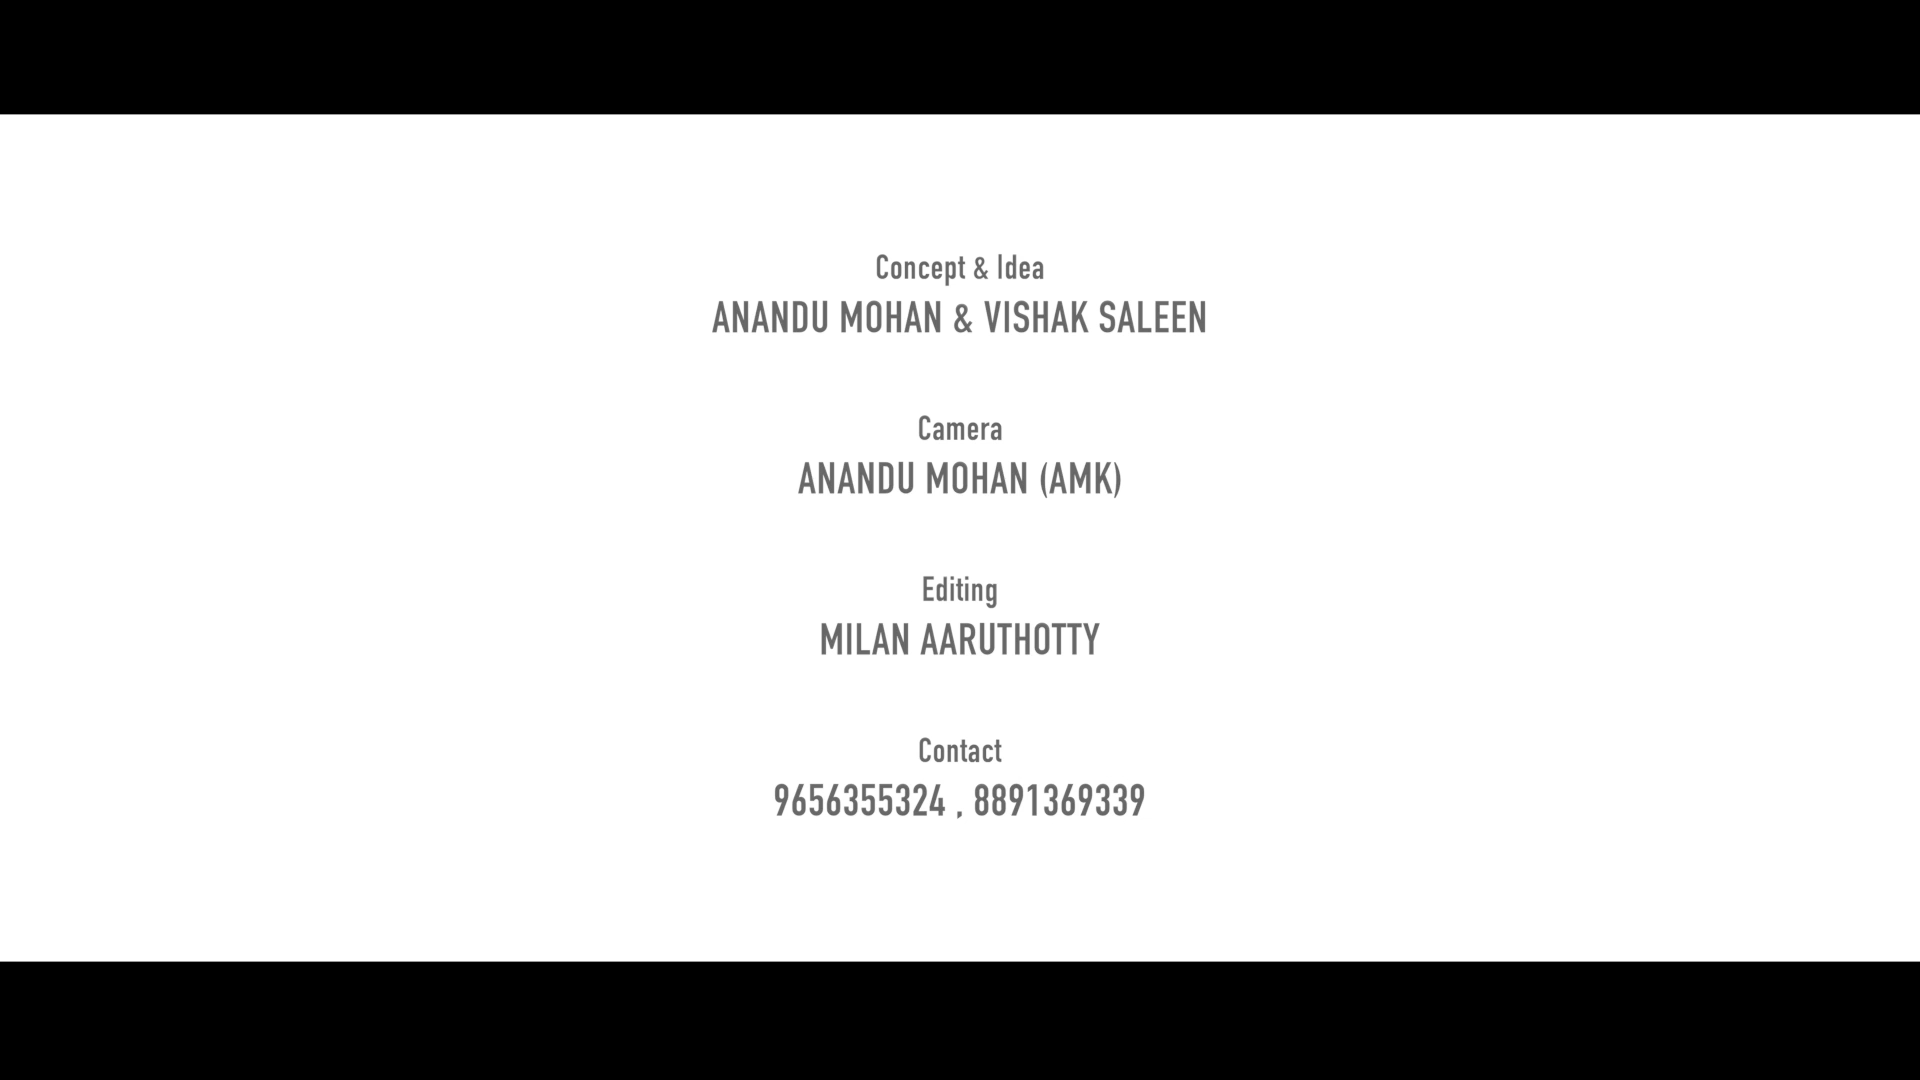 Concept & Idea
ANANDU MOHAN & VISHAK SALEEN
Camera
ANANDU MOHAN (AMK)
Editing
MILAN AARUTHOTTY
Contact
9656355324 , 8891369339